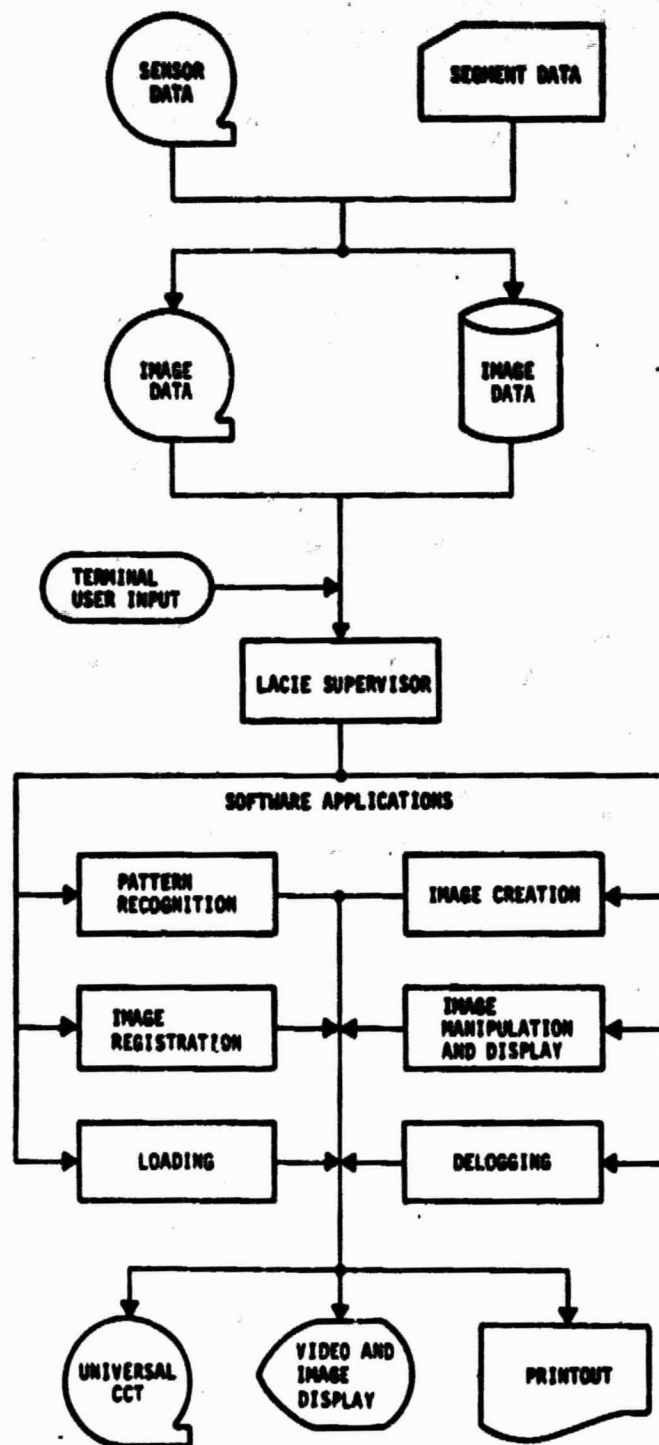 SENSOR
DATA
SEGMENT DATA
IMAGE
DATA
IMAGE
DATA
TERMINAL
USER INPUT
LACIE SUPERVISOR
SOFTWARE APPLICATIONS
PATTERN
RECOGNITION
IMAGE CREATION
IMAGE
REGISTRATION
IMAGE
MANIPULATION
AND DISPLAY
LOADING
DELOGGING
UNIVERSAL
CCT
VIDEO AND
IMAGE
DISPLAY
PRINTOUT